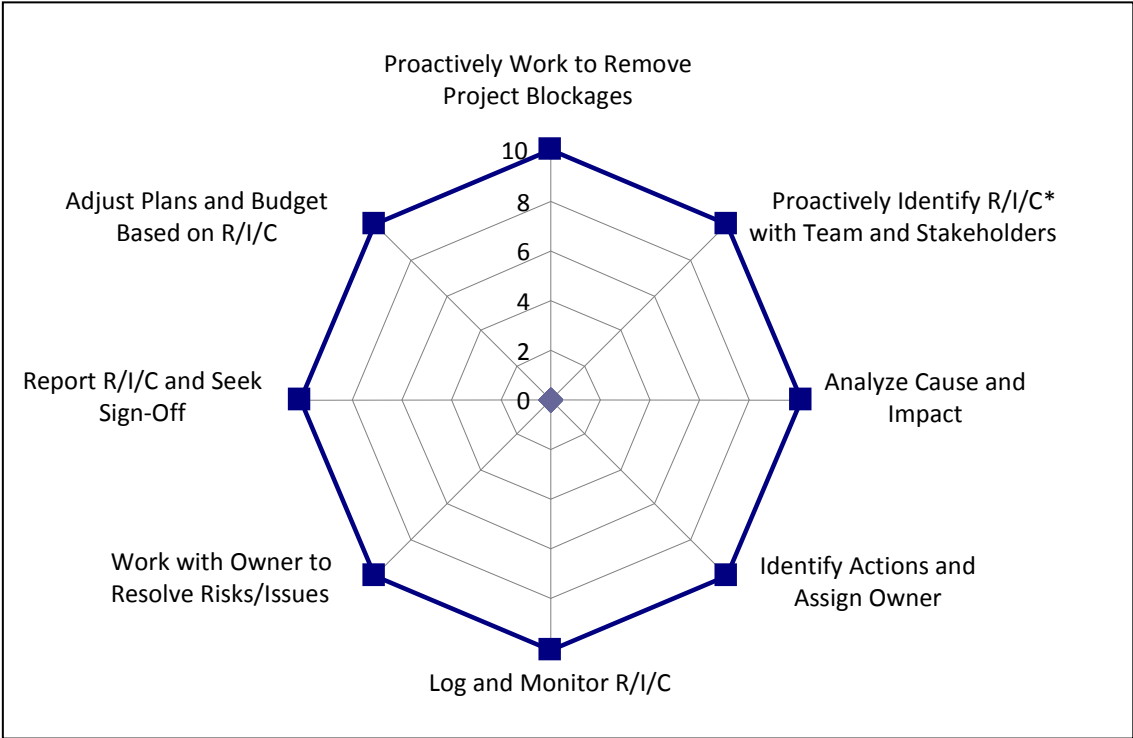 Proactively Work to Remove
Project Blockages
Proactively Identify R/I/C*
with Team and Stakeholders
Analyze Cause and
Impact
Identify Actions and
Assign Owner
Log and Monitor R/I/C
Work with Owner to
Resolve Risks/Issues
Report R/I/C and Seek
Sign-Off
Adjust Plans and Budget
Based on R/I/C
10
8
6
4
2
0